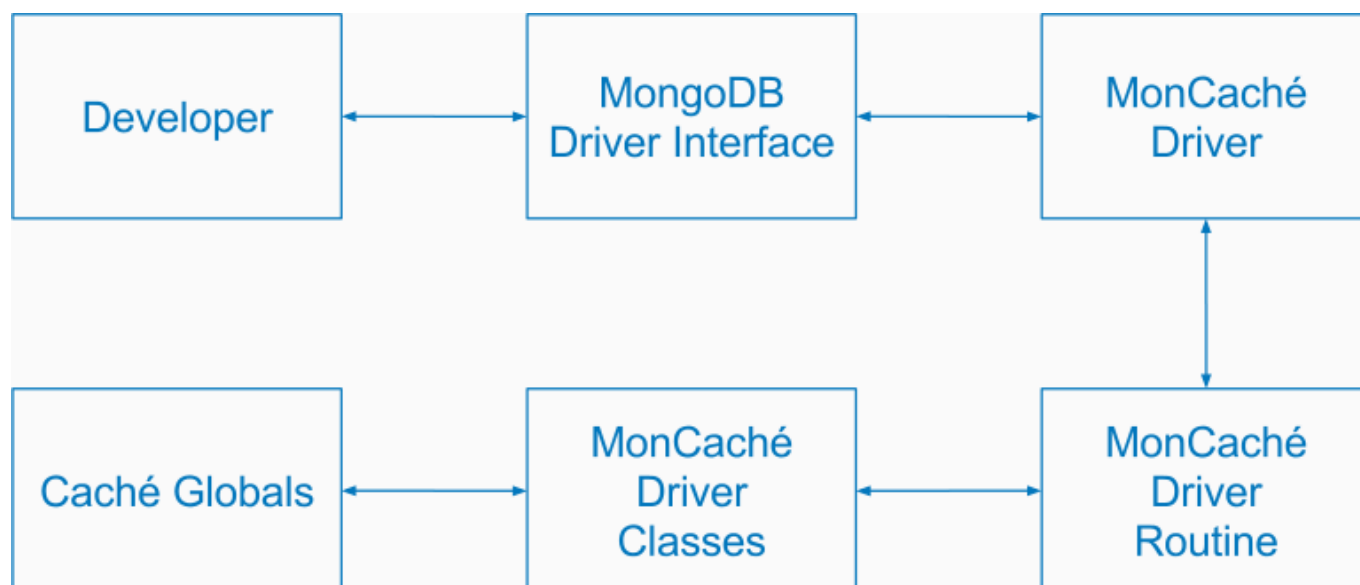 Developer
MongoDB
Driver Interface
MonCaché
Driver
Caché Globals
MonCaché
Driver
Classes
MonCaché
Driver
Routine